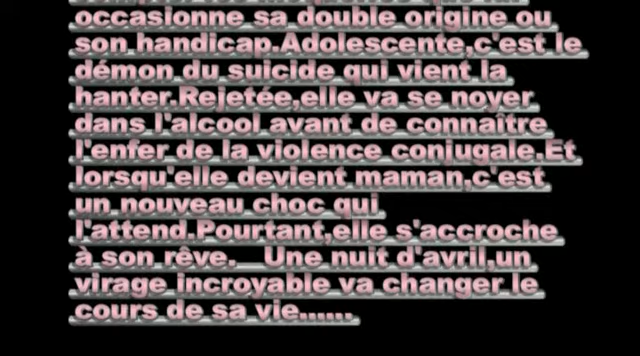 occasionne sa double origine ou
son handicap.Adolescente,c'est le
démon du suicide qui vient la
hanter.Rejetée,elle va se noyer
dans l'alcool avant de connaître
l'enfer de la violence conjugale.Et
lorsqu'elle devient maman,c'est
un nouveau choc qui
l'attend.Pourtant,elle s'accroche
à son rêve. Une nuit d'avril,un
virage incroyable va changer le
cours de sa vie......